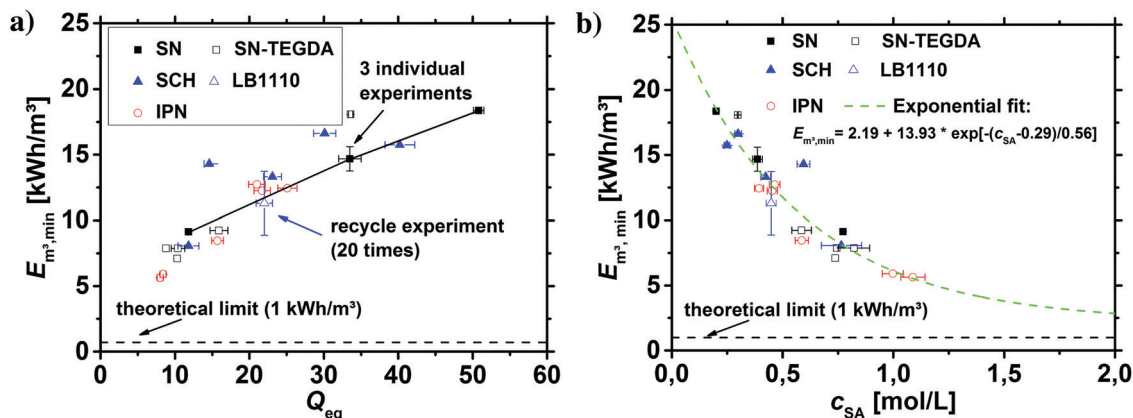 a)
E_m³,min [kWh/m³]
25
20
15
10
5
0
SN
SN-TEGDA
SCH
LB1110
IPN
3 individual
experiments
recycle experiment
(20 times)
theoretical limit (1 kWh/m³)
0 10 20 30 40 50 60
Q_eq
b)
E_m³, min [kWh/m³]
25
20
15
10
5
0
SN
SN-TEGDA
SCH
LB1110
IPN
Exponential fit:
E_m³,min = 2.19 + 13.93 * exp[-(c_SA-0.29)/0.56]
theoretical limit (1 kWh/m³)
0,0 0,5 1,0 1,5 2,0
c_SA [mol/L]